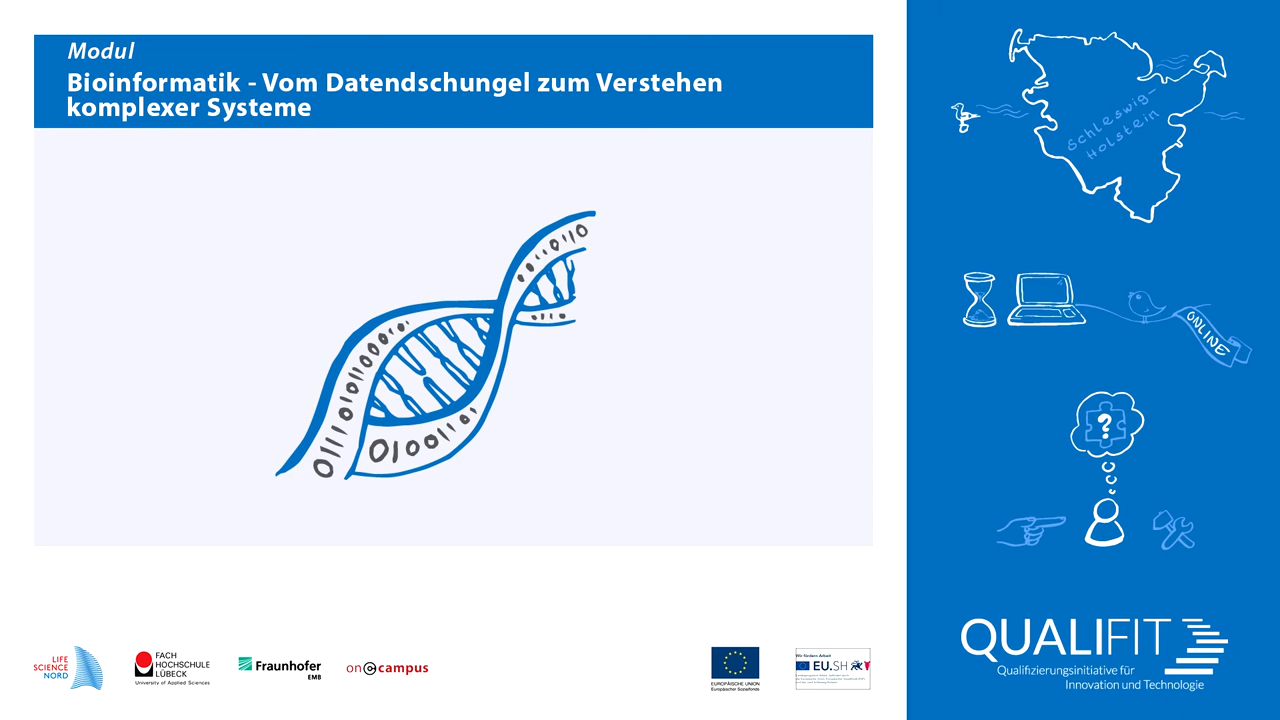 Modul
Bioinformatik - Vom Datendschungel zum Verstehen
komplexer Systeme
Schleswig-
Holstein
ONLINE
?
0100110
QUALIFIT
Qualifizierungsinitiative für
Innovation und Technologie
LIFE
SCIENCE
NORD
FACH
HOCHSCHULE
LÜBECK
University of Applied Sciences
Fraunhofer
EMB
oncampus
EUROPÄISCHE UNION
Europäischer Sozialfonds
Wir fördern Arbeit
EU.SH